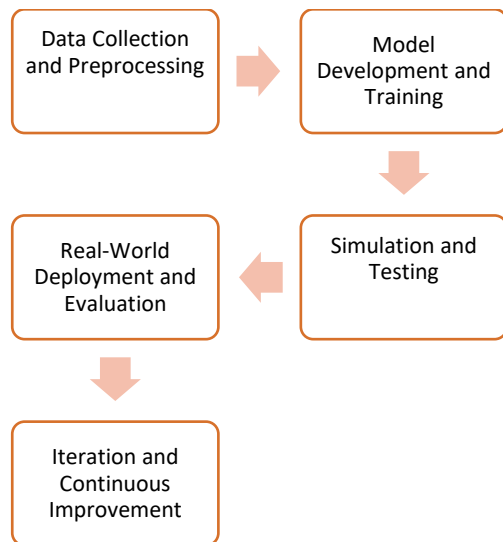 Data Collection
and Preprocessing
Model
Development and
Training
Simulation and
Testing
Real-World
Deployment and
Evaluation
Iteration and
Continuous
Improvement